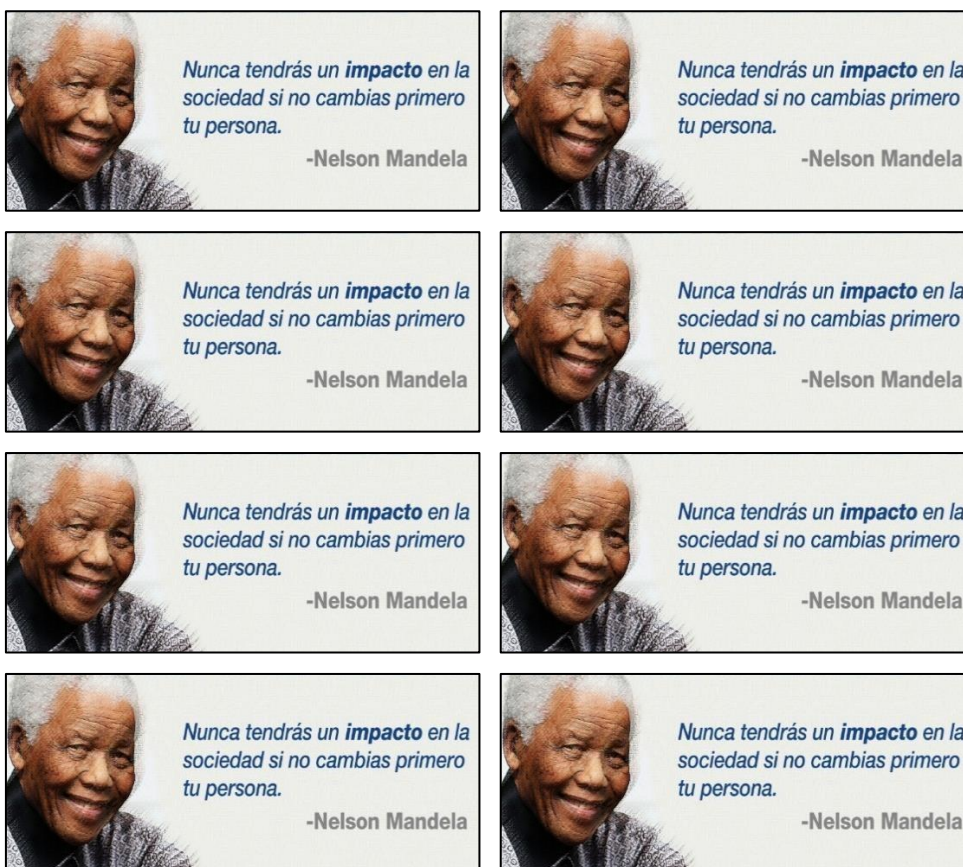 Nunca tendrás un impacto en la
sociedad si no cambias primero
tu persona.
-Nelson Mandela
Nunca tendrás un impacto en la
sociedad si no cambias primero
tu persona.
-Nelson Mandela
Nunca tendrás un impacto en la
sociedad si no cambias primero
tu persona.
-Nelson Mandela
Nunca tendrás un impacto en la
sociedad si no cambias primero
tu persona.
-Nelson Mandela
Nunca tendrás un impacto en la
sociedad si no cambias primero
tu persona.
-Nelson Mandela
Nunca tendrás un impacto en la
sociedad si no cambias primero
tu persona.
-Nelson Mandela
Nunca tendrás un impacto en la
sociedad si no cambias primero
tu persona.
-Nelson Mandela
Nunca tendrás un impacto en la
sociedad si no cambias primero
tu persona.
-Nelson Mandela